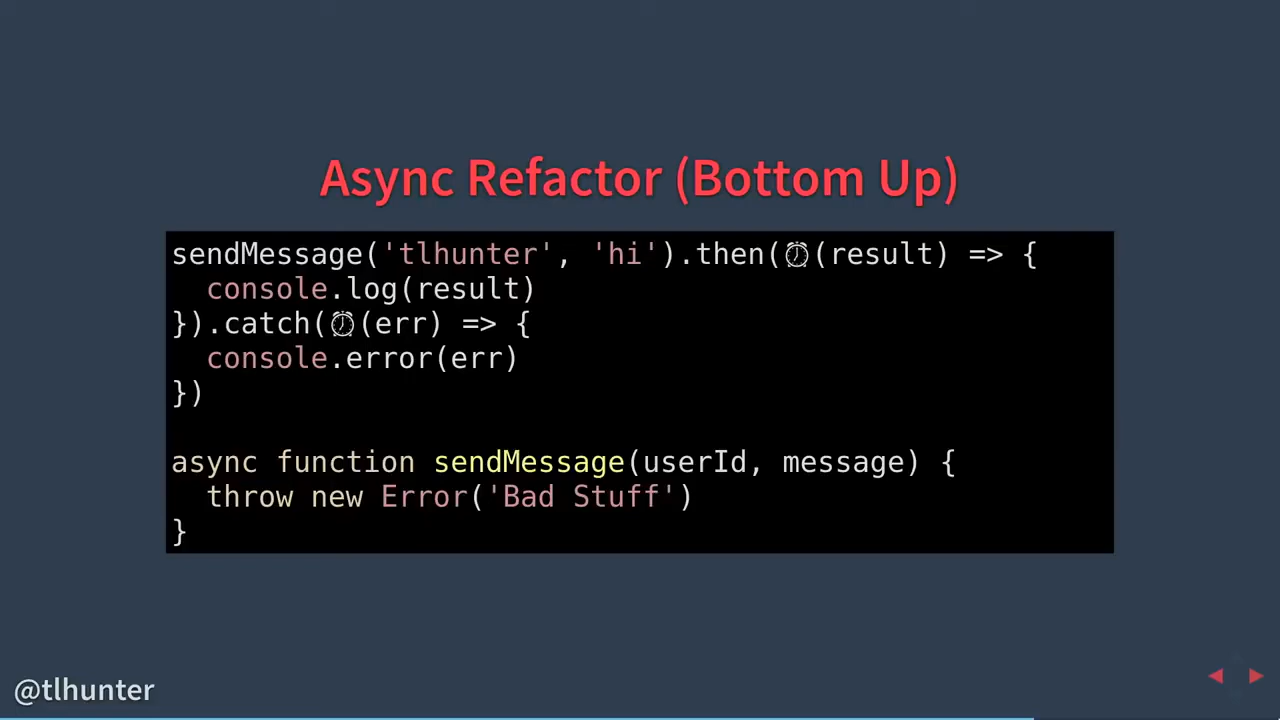 Async Refactor (Bottom Up)
sendMessage('tlhunter', 'hi').then(⏰(result) => {
  console.log(result)
}).catch(⏰(err) => {
  console.error(err)
})
async function sendMessage(userId, message) {
  throw new Error('Bad Stuff')
}
@tlhunter